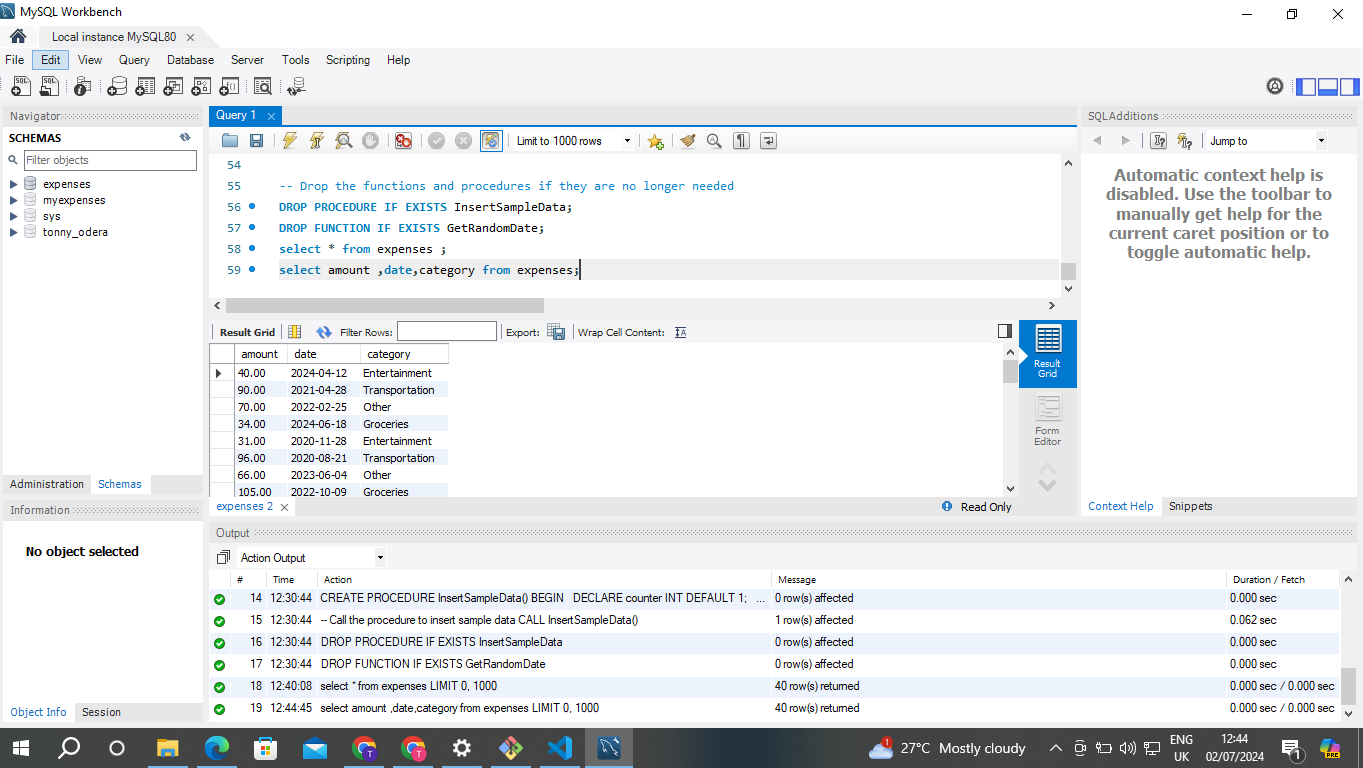 MySQL Workbench
Local instance MySQL80
File Edit View Query Database Server Tools Scripting Help
Navigator
SCHEMAS
Filter objects
expenses
myexpenses
sys
tonny_odera
Administration Schemas
Information
No object selected
Object Info Session
Query 1
Limit to 1000 rows
54
55 -- Drop the functions and procedures if they are no longer needed
56 DROP PROCEDURE IF EXISTS InsertSampleData;
57 DROP FUNCTION IF EXISTS GetRandomDate;
58 select * from expenses ;
59 select amount ,date,category from expenses;
Result Grid Filter Rows: Export: Wrap Cell Content:
amount date category
40.00 2024-04-12 Entertainment
90.00 2021-04-28 Transportation
70.00 2022-02-25 Other
34.00 2024-06-18 Groceries
31.00 2020-11-28 Entertainment
96.00 2020-08-21 Transportation
66.00 2023-06-04 Other
105.00 2022-10-09 Groceries
Result
Grid
Form
Editor
expenses 2
Read Only
SQLAdditions
Jump to
Automatic context help is
disabled. Use the toolbar to
manually get help for the
current caret position or to
toggle automatic help.
Context Help Snippets
Output
Action Output
# Time Action Message Duration / Fetch
14 12:30:44 CREATE PROCEDURE InsertSampleData() BEGIN DECLARE counter INT DEFAULT 1; ... 0 row(s) affected 0.000 sec
15 12:30:44 -- Call the procedure to insert sample data CALL InsertSampleData() 1 row(s) affected 0.062 sec
16 12:30:44 DROP PROCEDURE IF EXISTS InsertSampleData 0 row(s) affected 0.000 sec
17 12:30:44 DROP FUNCTION IF EXISTS GetRandomDate 0 row(s) affected 0.000 sec
18 12:40:08 select * from expenses LIMIT 0, 1000 40 row(s) returned 0.000 sec / 0.000 sec
19 12:44:45 select amount ,date,category from expenses LIMIT 0, 1000 40 row(s) returned 0.000 sec / 0.000 sec
27°C Mostly cloudy
ENG
UK
12:44
02/07/2024